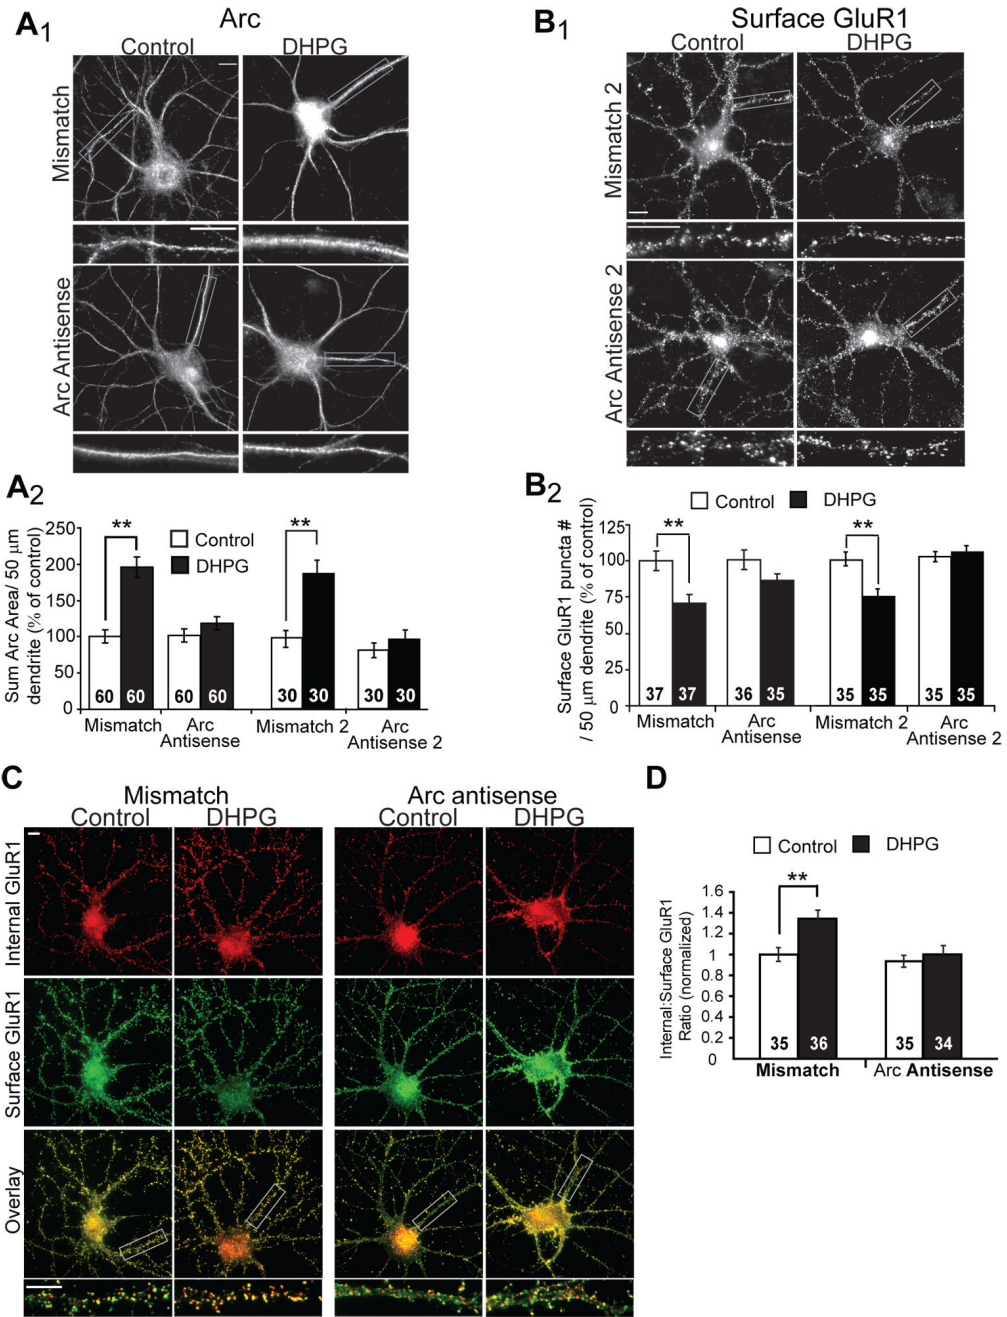 A1
Arc
Control
DHPG
Mismatch
Arc Antisense
B1
Surface GluR1
Control
DHPG
Mismatch 2
Arc Antisense 2
A2
Sum Arc Area/ 50 μm
dendrite (% of control)
250
200
150
100
50
0
**
**
Control
DHPG
60
60
60
60
30
30
30
30
Mismatch
Arc
Antisense
Mismatch 2
Arc
Antisense 2
B2
Control
DHPG
Surface GluR1 puncta #
/ 50 μm dendrite (% of control)
125
100
75
50
25
0
**
**
37
37
36
35
35
35
35
35
Mismatch
Arc
Antisense
Mismatch 2
Arc
Antisense 2
C
Mismatch
Arc antisense
Control
DHPG
Control
DHPG
Internal GluR1
Surface GluR1
Overlay
D
Control
DHPG
Internal:Surface GluR1
Ratio (normalized)
1.6
1.4
1.2
1
0.8
0.6
0.4
0.2
0
**
35
36
35
34
Mismatch
Arc Antisense